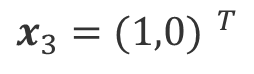 x₃ = (1,0) ᵀ